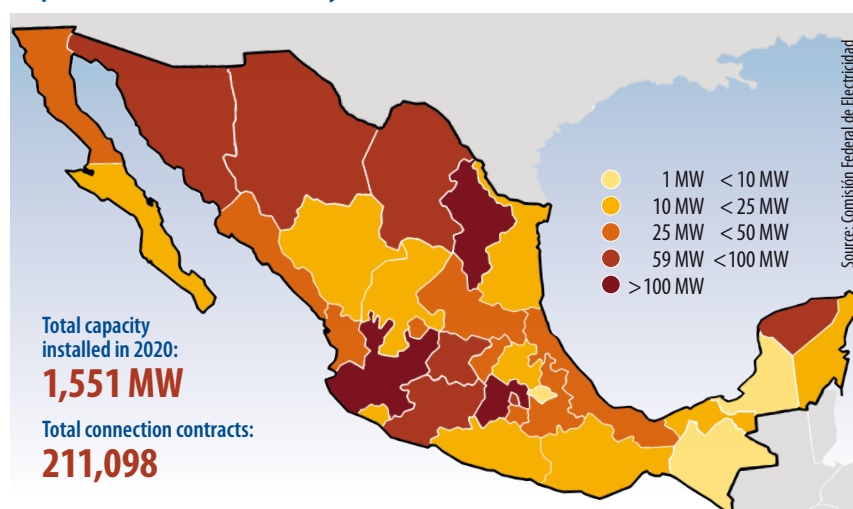 Source: Comisión Federal de Electricidad
1 MW < 10 MW
10 MW < 25 MW
25 MW < 50 MW
59 MW <100 MW
>100 MW
Total capacity
installed in 2020:
1,551 MW
Total connection contracts:
211,098